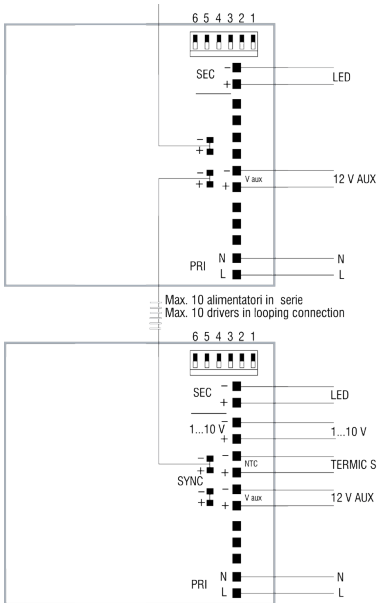 6 5 4 3 2 1
SEC - LED
+
-
+
- V aux 12 V AUX
+ +
PRI N N
L L
Max. 10 alimentatori in serie
Max. 10 drivers in looping connection
6 5 4 3 2 1
SEC - LED
+
1...10 V - 1...10 V
+
- - NTC TERMIC S
+ +
SYNC
- - V aux 12 V AUX
+ +
PRI N N
L L